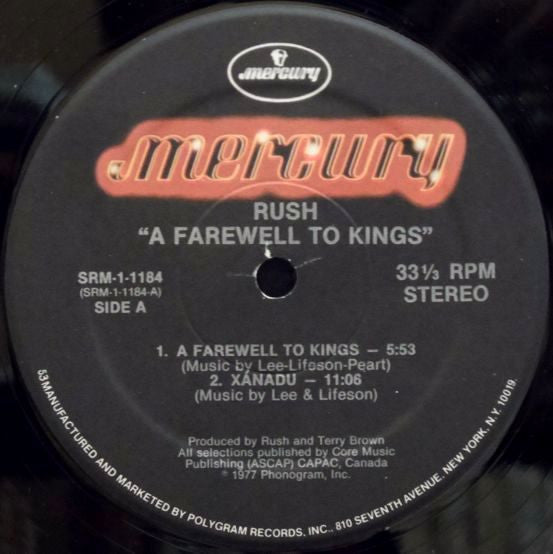 mercury
mercury
RUSH
“A FAREWELL TO KINGS”
SRM-1-1184
(SRM-1-1184-A)
SIDE A
33 1/3 RPM
STEREO
1. A FAREWELL TO KINGS — 5:53
(Music by Lee-Lifeson-Peart)
2. XANADU — 11:06
(Music by Lee & Lifeson)
Produced by Rush and Terry Brown
All selections published by Core Music
Publishing (ASCAP) CAPAC, Canada
℗ 1977 Phonogram, Inc.
53 MANUFACTURED AND MARKETED BY POLYGRAM RECORDS, INC., 810 SEVENTH AVENUE, NEW YORK, N.Y. 10019.